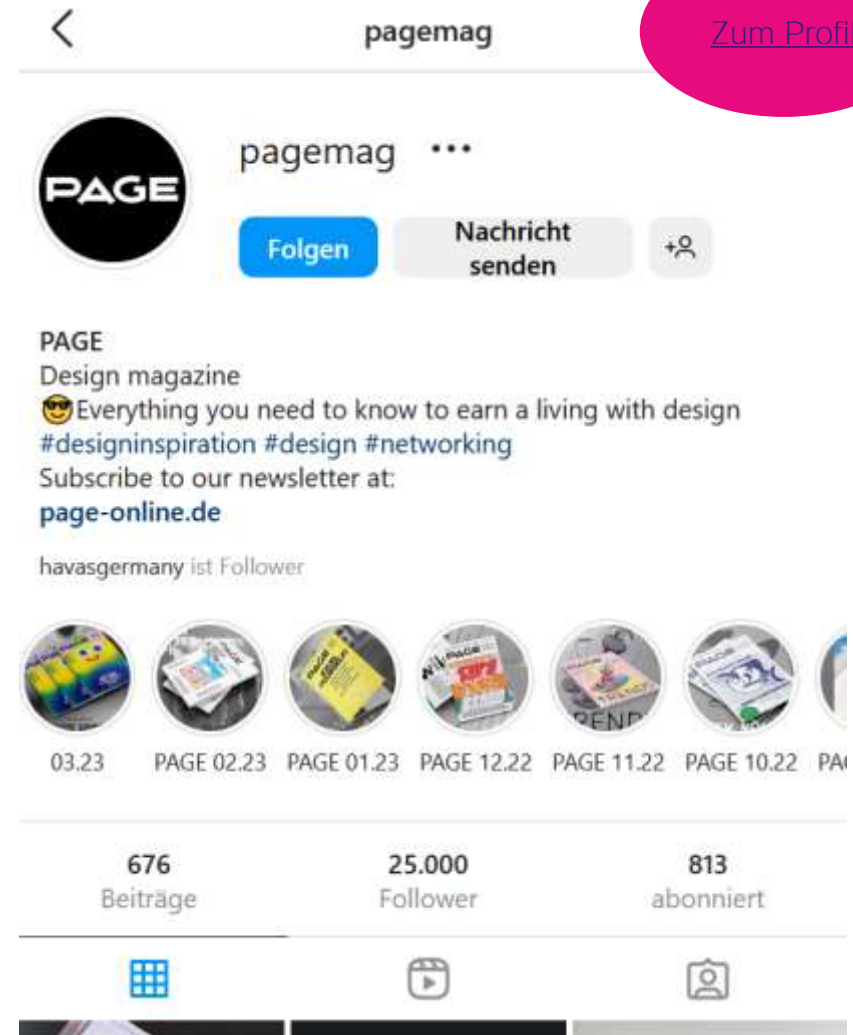 pagemag
Zum Profil
PAGE
pagemag
Folgen
Nachricht
senden
PAGE
Design magazine
😎Everything you need to know to earn a living with design
#designinspiration #design #networking
Subscribe to our newsletter at:
page-online.de
havasgermany ist Follower
03.23 PAGE 02.23 PAGE 01.23 PAGE 12.22 PAGE 11.22 PAGE 10.22
676 25.000 813
Beiträge Follower abonniert